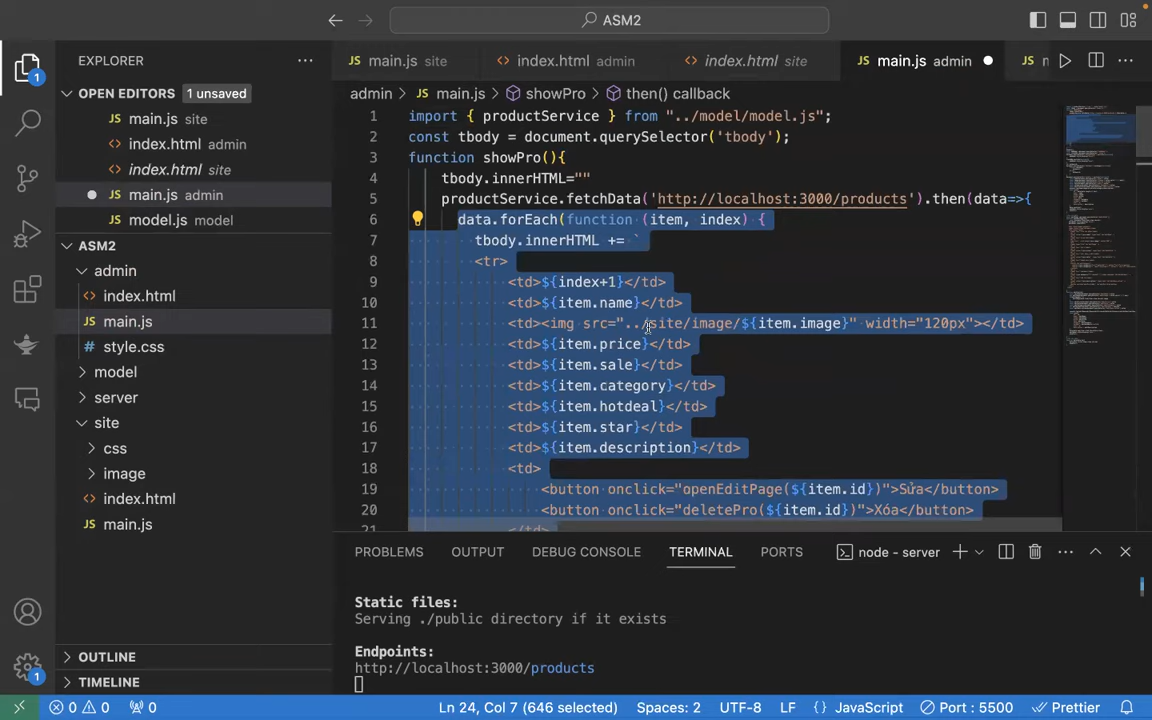 ASM2
EXPLORER
OPEN EDITORS 1 unsaved
main.js site
index.html admin
index.html site
main.js admin
model.js model
ASM2
admin
index.html
main.js
style.css
model
server
site
css
image
index.html
main.js
OUTLINE
TIMELINE
1
1
main.js site
index.html admin
index.html site
main.js admin
admin > main.js > showPro > then() callback
1 import { productService } from "../model/model.js";
2 const tbody = document.querySelector('tbody');
3 function showPro(){
4 tbody.innerHTML=""
5 productService.fetchData('http://localhost:3000/products').then(data=>{
6 data.forEach(function (item, index) {
7 tbody.innerHTML += `
8 <tr>
9 <td>${index+1}</td>
10 <td>${item.name}</td>
11 <td><img src="../site/image/${item.image}" width="120px"></td>
12 <td>${item.price}</td>
13 <td>${item.sale}</td>
14 <td>${item.category}</td>
15 <td>${item.hotdeal}</td>
16 <td>${item.star}</td>
17 <td>${item.description}</td>
18 <td>
19 <button onclick="openEditPage(${item.id})">Sửa</button>
20 <button onclick="deletePro(${item.id})">Xóa</button>
21 </td>
PROBLEMS OUTPUT DEBUG CONSOLE TERMINAL PORTS node - server
Static files:
Serving ./public directory if it exists
Endpoints:
http://localhost:3000/products
0 0 0 Ln 24, Col 7 (646 selected) Spaces: 2 UTF-8 LF {} JavaScript Port : 5500 Prettier